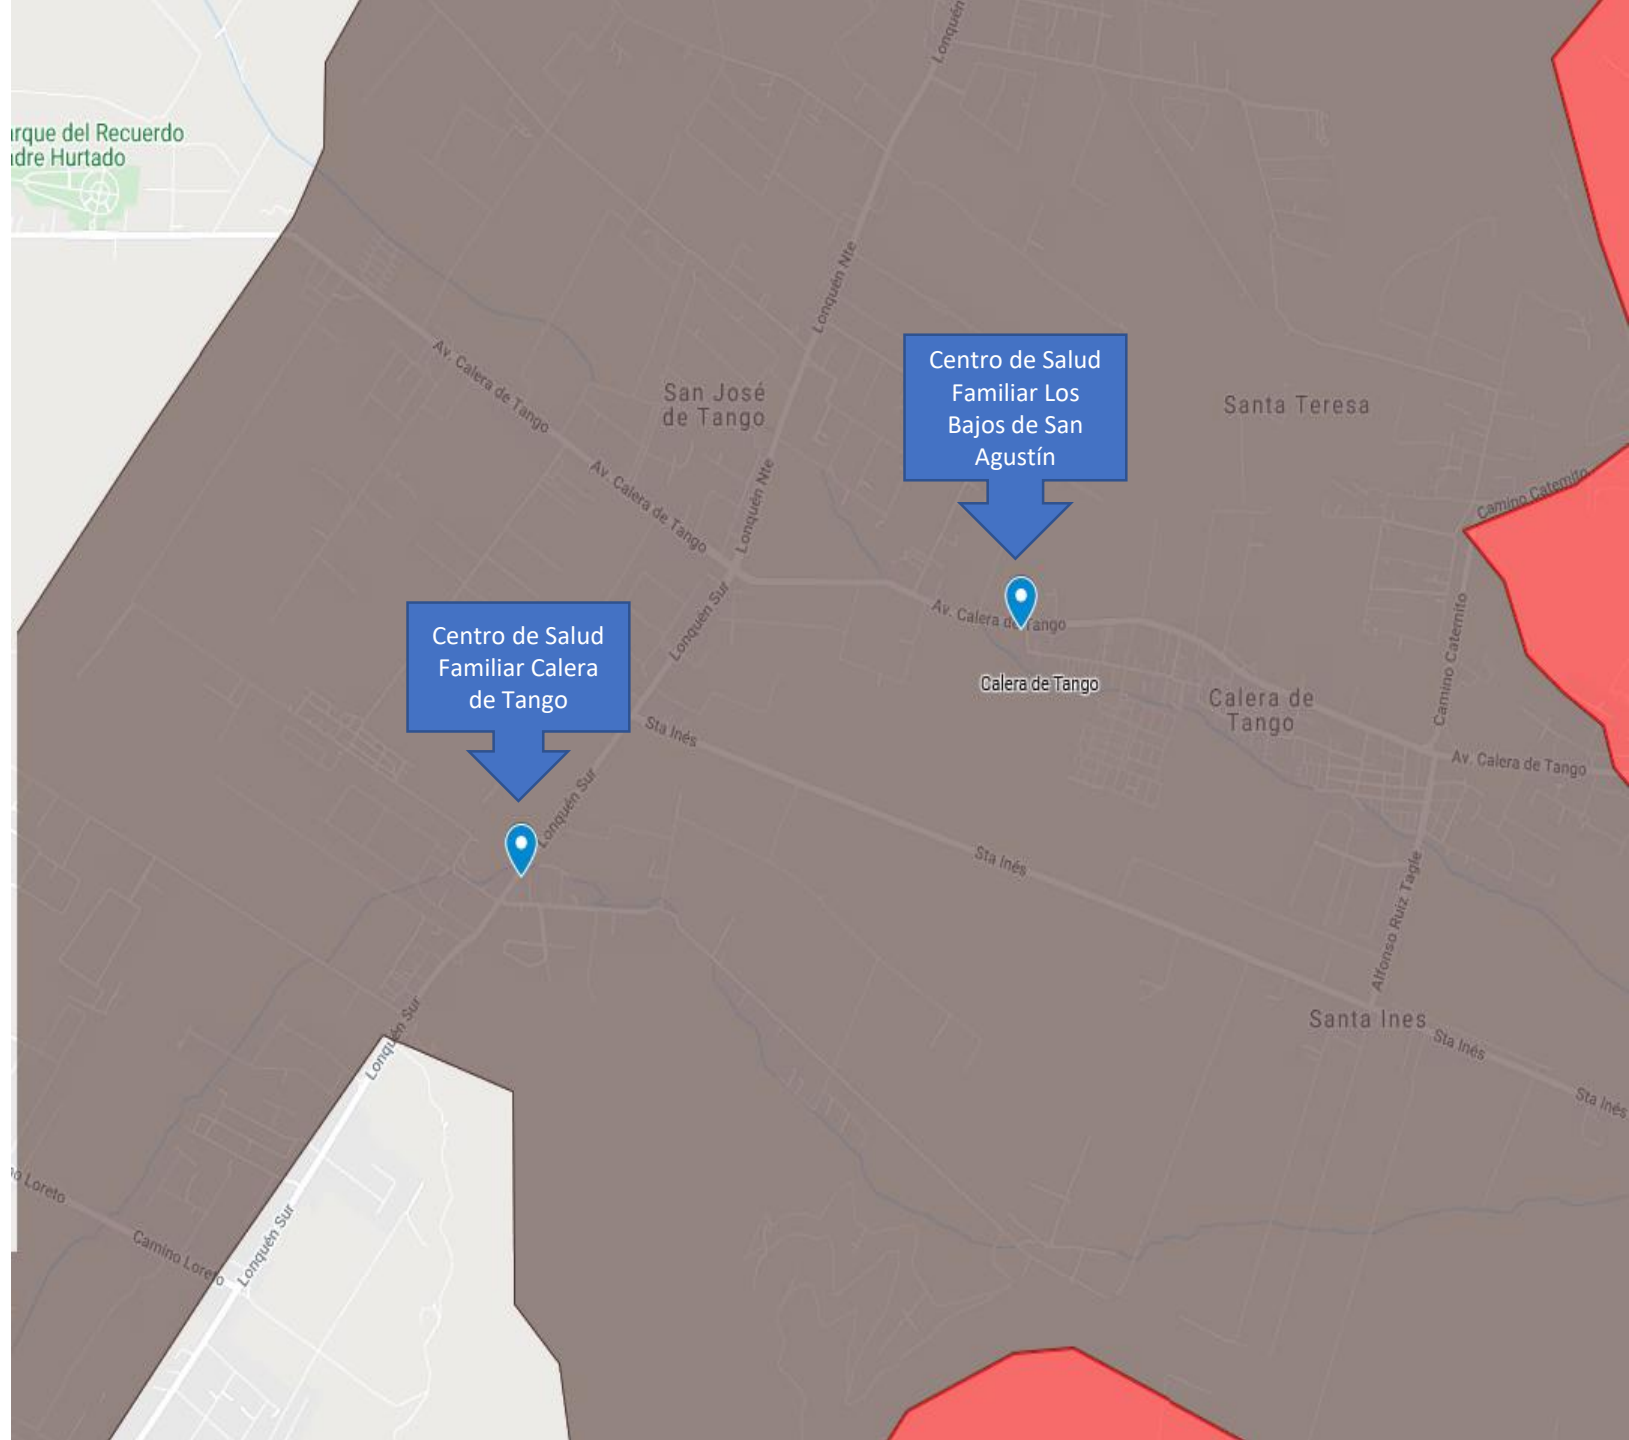 Lonquén
arque del Recuerdo
adre Hurtado
Lonquén Nte
Av. Calera de Tango
San José
de Tango
Centro de Salud
Familiar Los
Bajos de San
Agustín
Santa Teresa
Av. Calera de Tango
Lonquén Nte
Camino Catemito
Lonquén Sur
Av. Calera de Tango
Camino Catemito
Centro de Salud
Familiar Calera
de Tango
Calera de Tango
Calera de
Tango
Sta Inés
Av. Calera de Tango
Lonquén Sur
Sta Inés
Alfonso Ruiz Tagle
Santa Ines
Sta Inés
Lonquén Sur
Sta Inés
no Loreto
Camino Loreto
Lonquén Sur